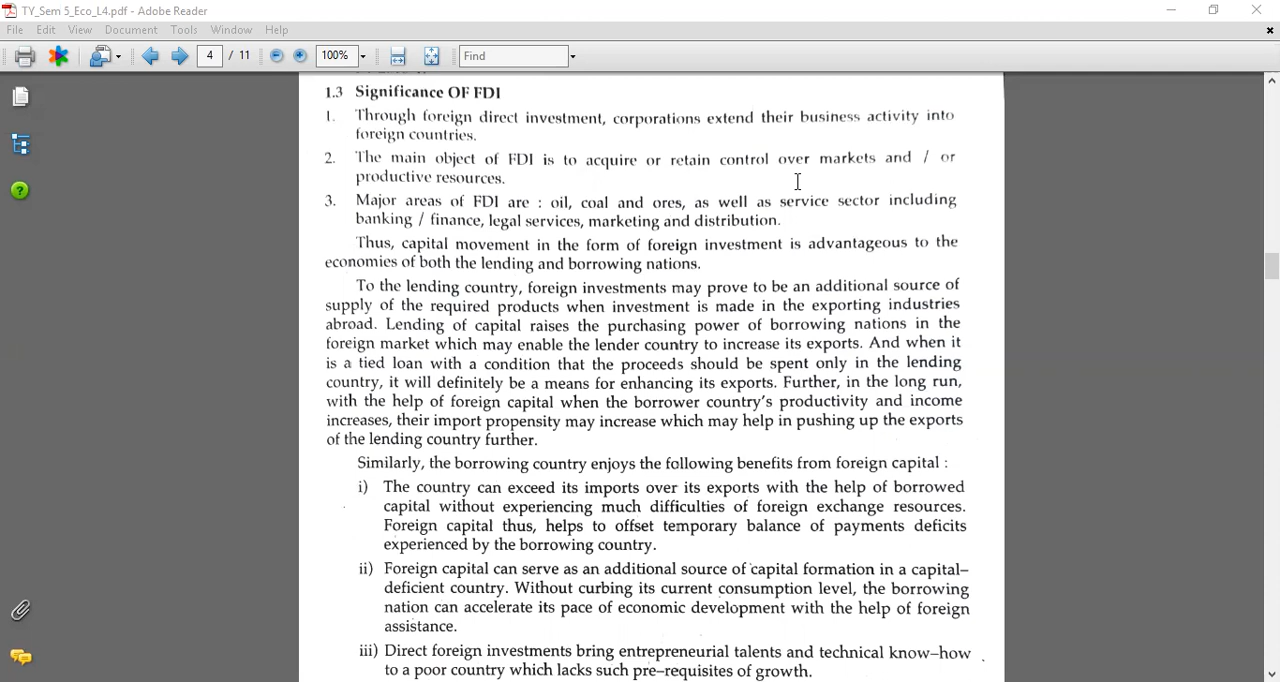 TY_Sem 5_Eco_L4.pdf - Adobe Reader
File Edit View Document Tools Window Help
4 / 11 100% Find
1.3 Significance OF FDI
1. Through foreign direct investment, corporations extend their business activity into
foreign countries.
2. The main object of FDI is to acquire or retain control over markets and / or
productive resources.
3. Major areas of FDI are : oil, coal and ores, as well as service sector including
banking / finance, legal services, marketing and distribution.
Thus, capital movement in the form of foreign investment is advantageous to the
economies of both the lending and borrowing nations.
To the lending country, foreign investments may prove to be an additional source of
supply of the required products when investment is made in the exporting industries
abroad. Lending of capital raises the purchasing power of borrowing nations in the
foreign market which may enable the lender country to increase its exports. And when it
is a tied loan with a condition that the proceeds should be spent only in the lending
country, it will definitely be a means for enhancing its exports. Further, in the long run,
with the help of foreign capital when the borrower country's productivity and income
increases, their import propensity may increase which may help in pushing up the exports
of the lending country further.
Similarly, the borrowing country enjoys the following benefits from foreign capital :
i) The country can exceed its imports over its exports with the help of borrowed
capital without experiencing much difficulties of foreign exchange resources.
Foreign capital thus, helps to offset temporary balance of payments deficits
experienced by the borrowing country.
ii) Foreign capital can serve as an additional source of capital formation in a capital–
deficient country. Without curbing its current consumption level, the borrowing
nation can accelerate its pace of economic development with the help of foreign
assistance.
iii) Direct foreign investments bring entrepreneurial talents and technical know–how
to a poor country which lacks such pre–requisites of growth.